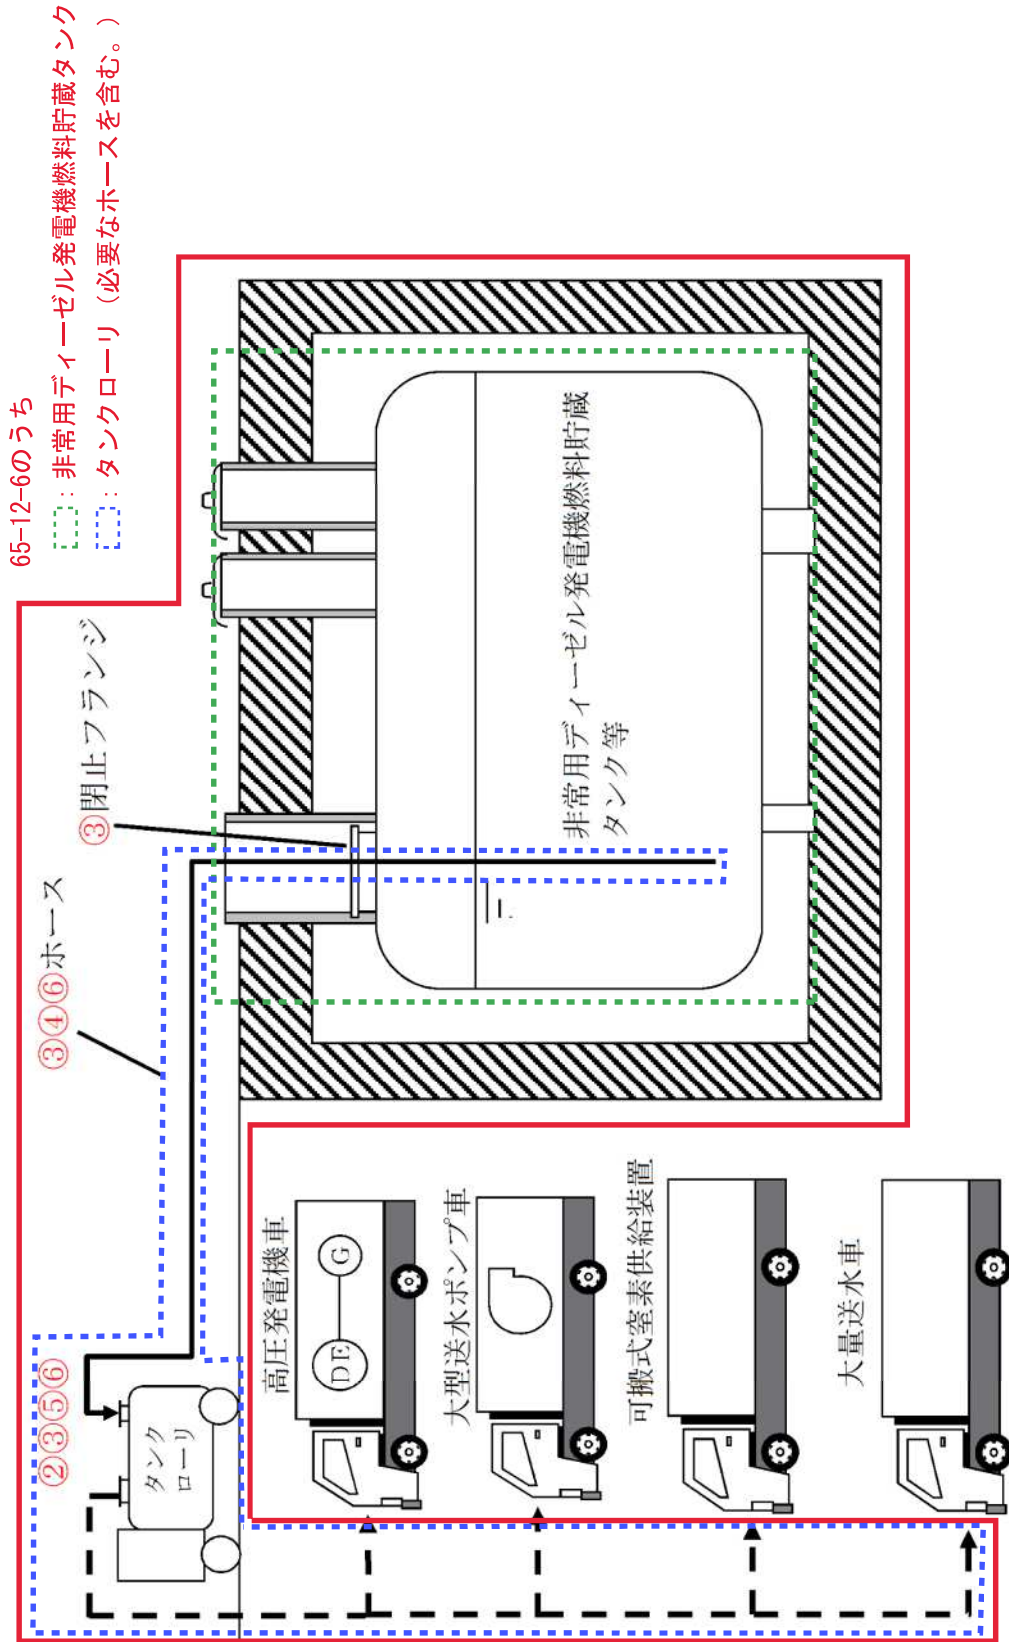 65-12-6のうち
：非常用ディーゼル発電機燃料貯蔵タンク
：タンクローリ（必要なホースを含む。）
②③⑤⑥
③④⑥ホース
③閉止フランジ
タンク
ローリ
非常用ディーゼル発電機燃料貯蔵
タンク等
高圧発電機車
DE
G
大型送水ポンプ車
可搬式窒素供給装置
大量送水車